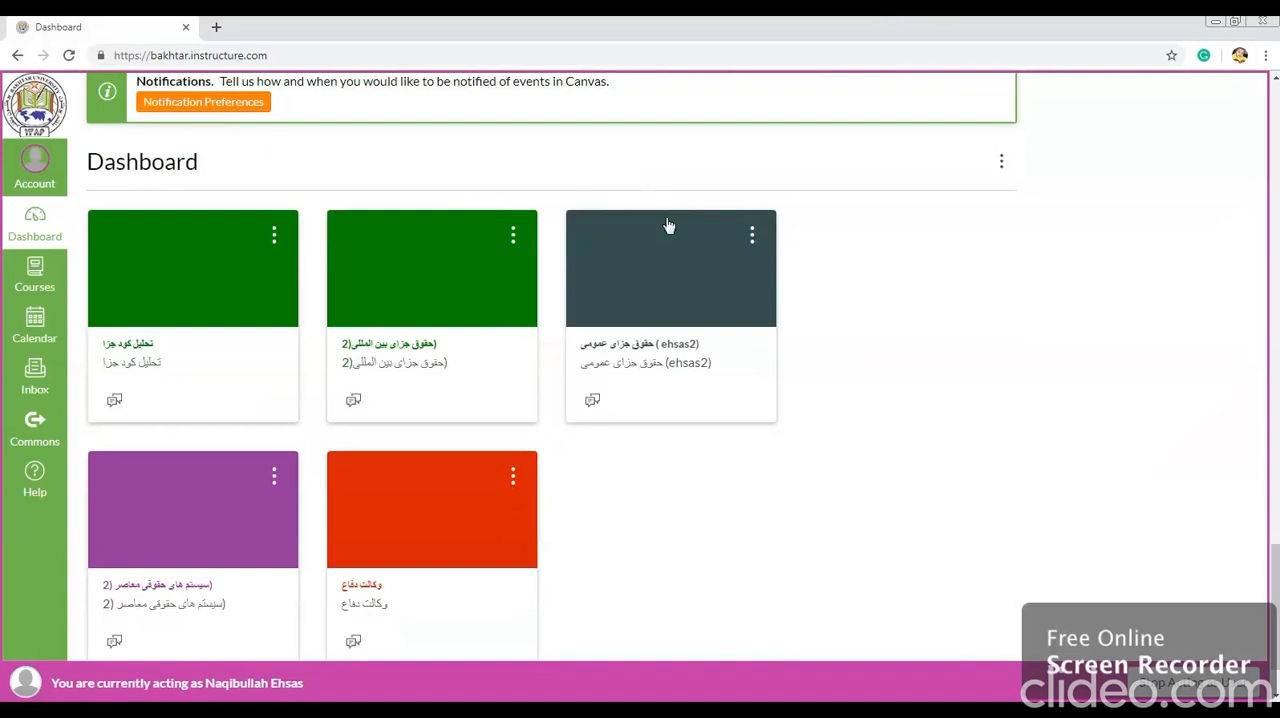 Dashboard
https://bakhtar.instructure.com
Notifications. Tell us how and when you would like to be notified of events in Canvas.
Notification Preferences
Account
Dashboard
Courses
Calendar
Inbox
Commons
Help
Dashboard
تحلیل کود جزا
تحلیل کود جزا
(حقوق جزای بین المللی(2
(حقوق جزای بین المللی(2
حقوق جزای عمومی ( ehsas2)
حقوق جزای عمومی (ehsas2)
(سیستم های حقوقی معاصر (2
(سیستم های حقوقی معاصر (2
وکالت دفاع
وکالت دفاع
You are currently acting as Naqibullah Ehsas
Free Online
Screen Recorder
clideo.com